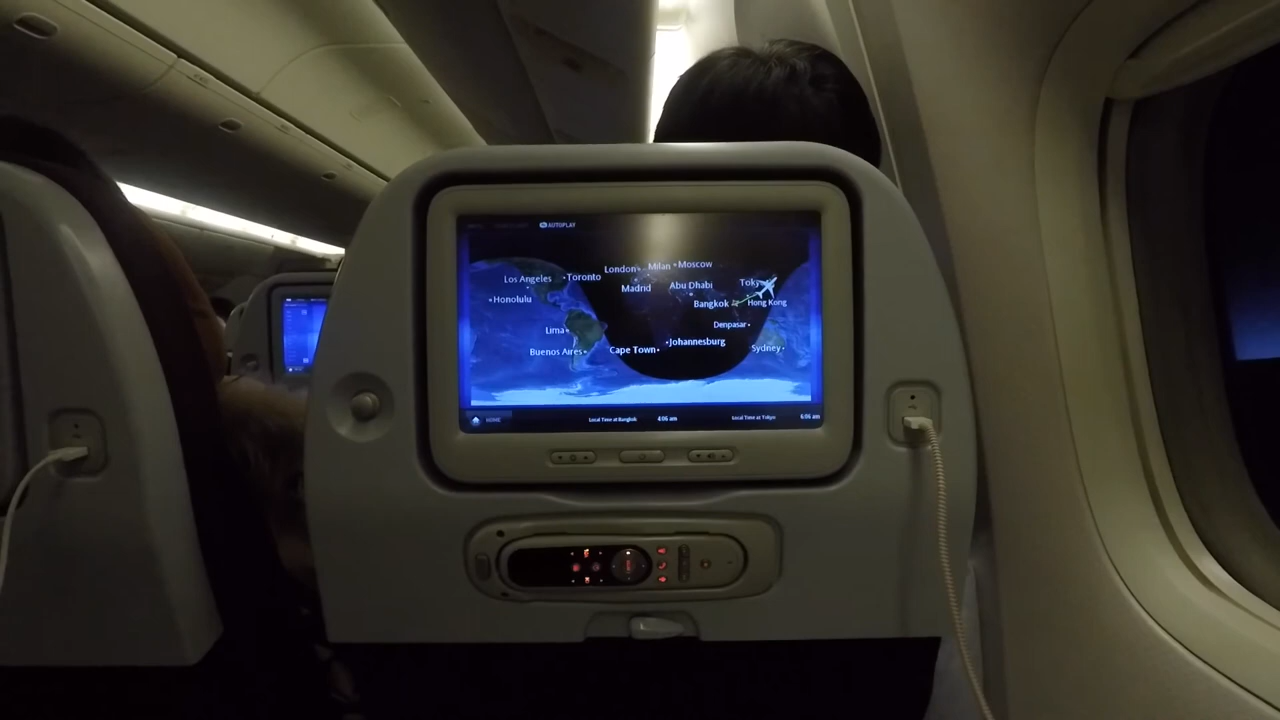 AUTOPLAY
London
Milan
Moscow
Los Angeles
Toronto
Madrid
Abu Dhabi
Tok
Honolulu
Bangkok
Hong Kong
Lima
Denpasar
Buenos Aires
Cape Town
Johannesburg
Sydney
HOME
Local Time at Bangkok 4:06 am Local Time at Tokyo 6:06 am